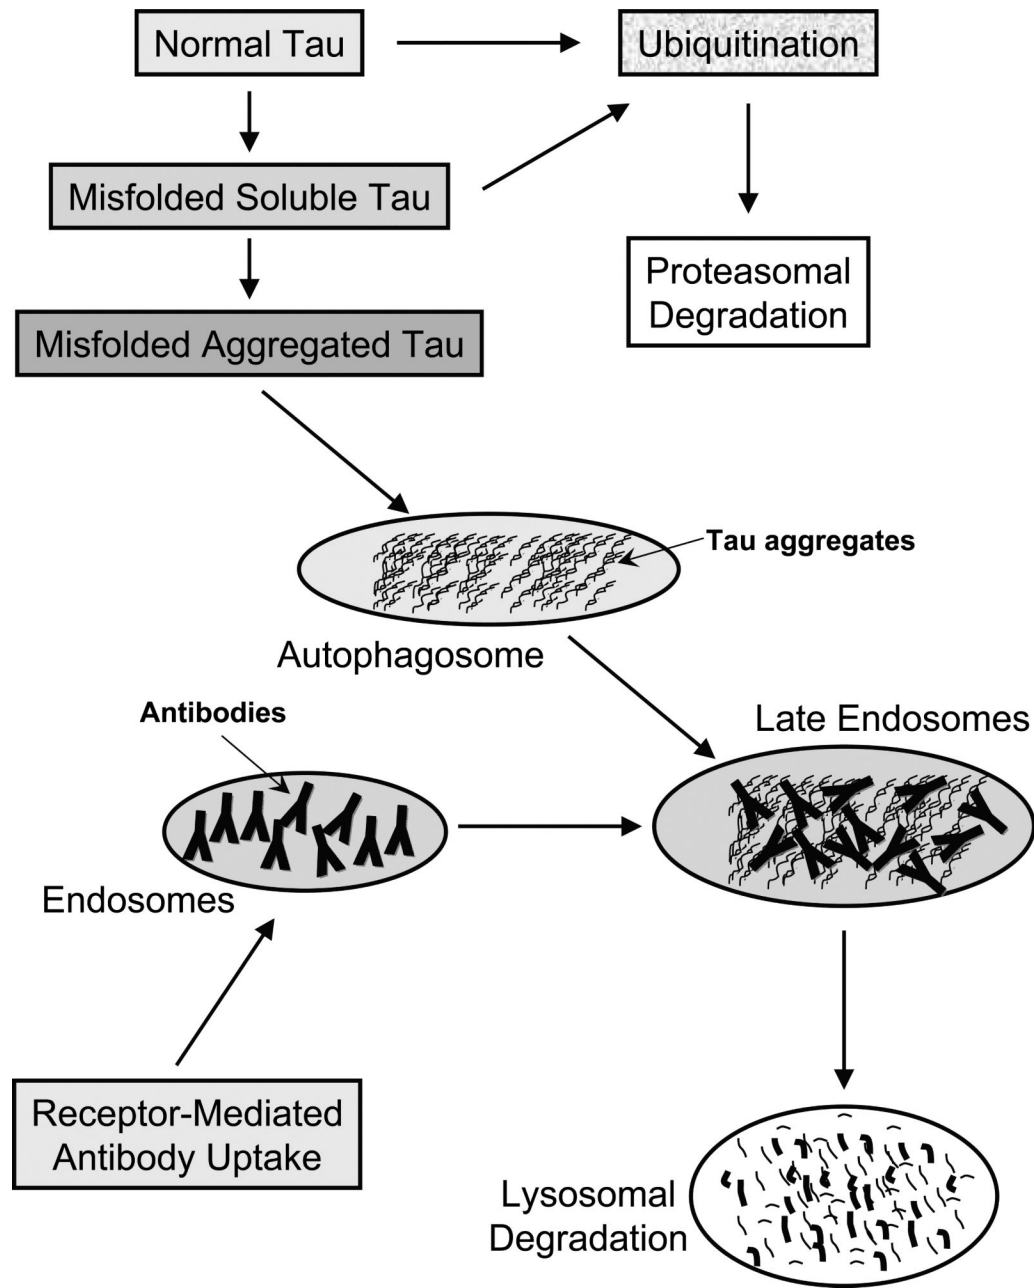 Normal Tau
Ubiquitination
Misfolded Soluble Tau
Proteasomal
Degradation
Misfolded Aggregated Tau
Tau aggregates
Autophagosome
Antibodies
Late Endosomes
Endosomes
Receptor-Mediated
Antibody Uptake
Lysosomal
Degradation